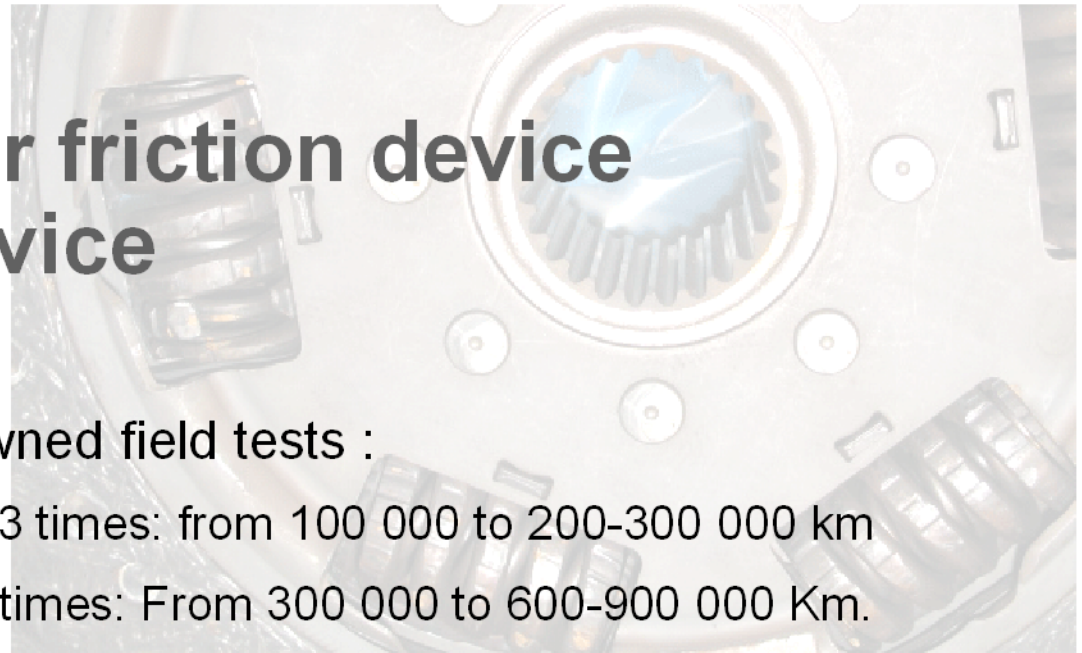 r friction device
vice
wned field tests :
3 times: from 100 000 to 200-300 000 km
times: From 300 000 to 600-900 000 Km.